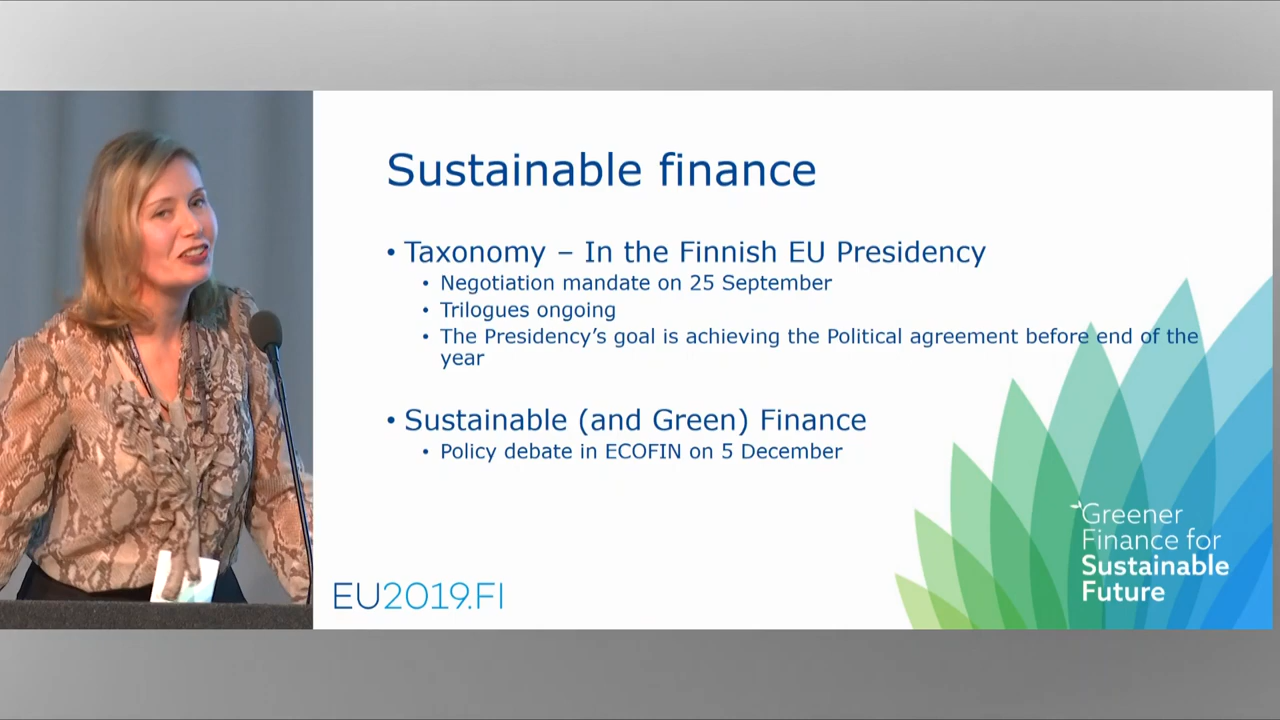 Sustainable finance
• Taxonomy – In the Finnish EU Presidency
• Negotiation mandate on 25 September
• Trilogues ongoing
• The Presidency’s goal is achieving the Political agreement before end of the
year
• Sustainable (and Green) Finance
• Policy debate in ECOFIN on 5 December
Greener
Finance for
Sustainable
Future
EU2019.FI